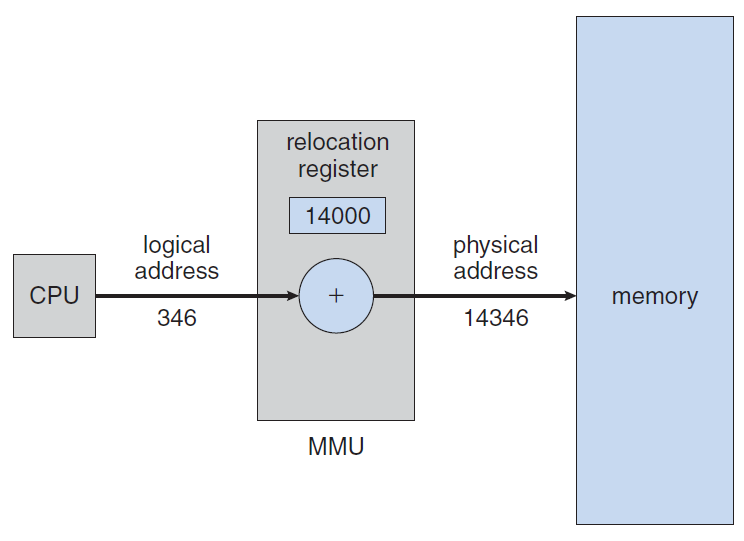 relocation
register
14000
logical
address
physical
address
CPU
+
memory
346
14346
MMU